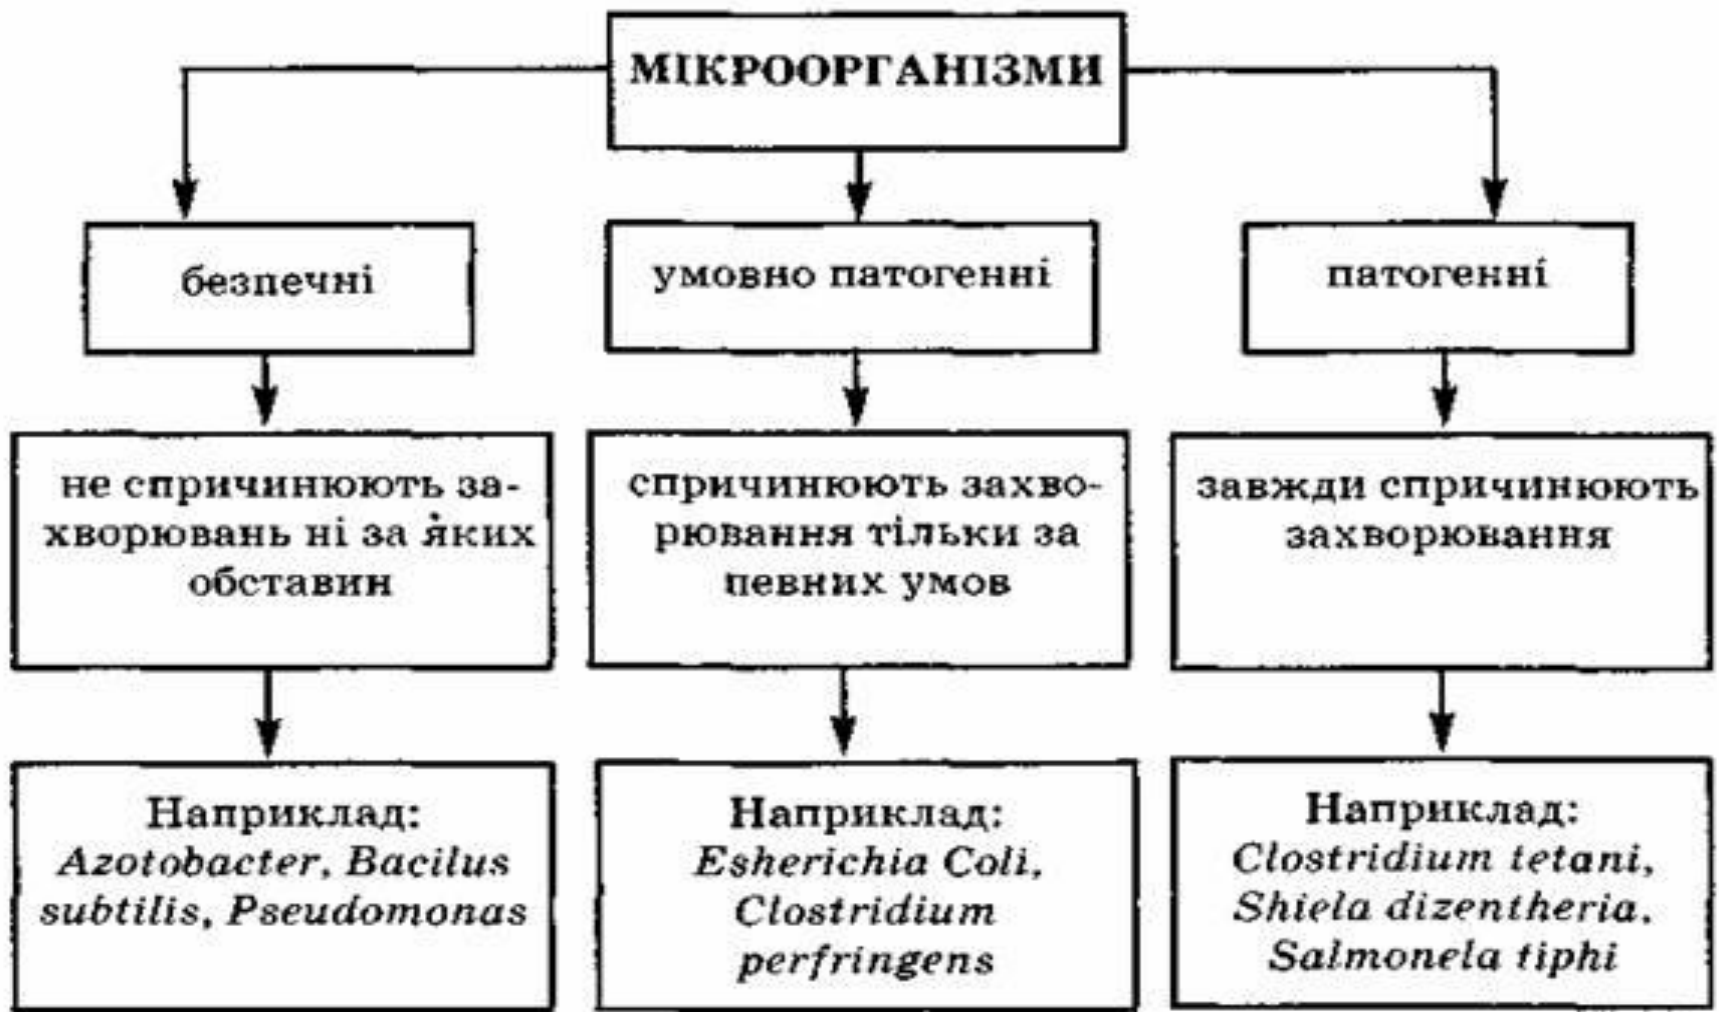 МІКРООРГАНІЗМИ
безпечні
умовно патогенні
патогенні
не спричинюють за-
хворювань ні за яких
обставин
спричинюють захво-
рювання тільки за
певних умов
завжди спричинюють
захворювання
Наприклад:
Azotobacter, Bacilus
subtilis, Pseudomonas
Наприклад:
Esherichia Coli,
Clostridium
perfringens
Наприклад:
Clostridium tetani,
Shiela dizentheria,
Salmonela tiphi